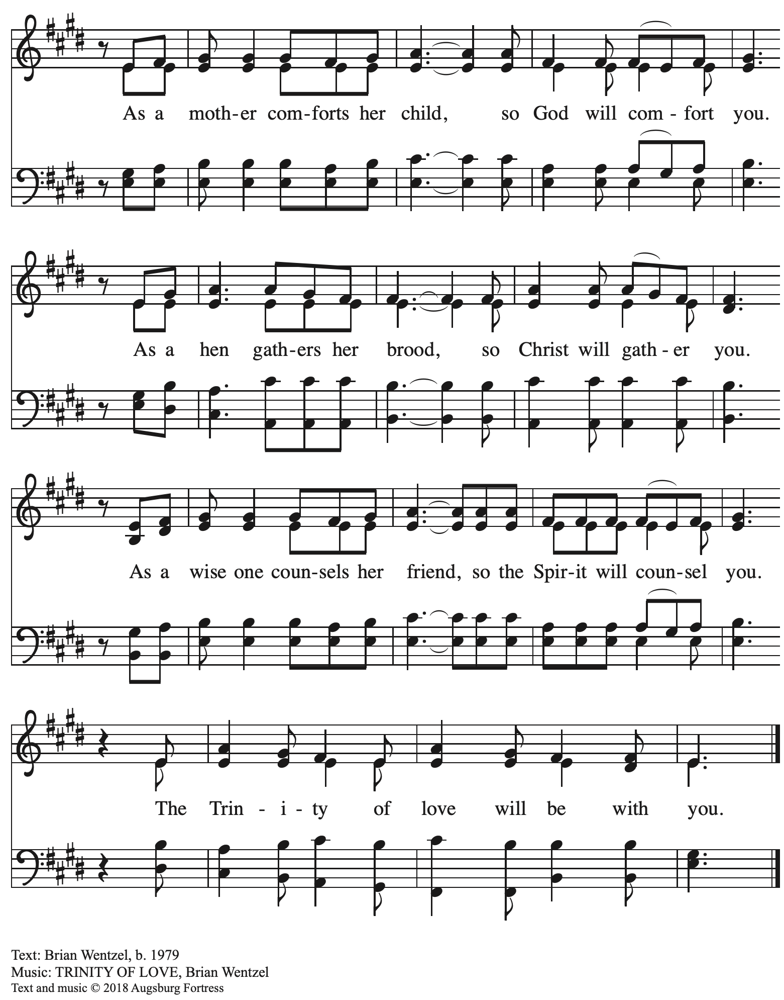 As a moth-er com-forts her child, so God will com - fort you.
As a hen gath-ers her brood, so Christ will gath - er you.
As a wise one coun-sels her friend, so the Spir-it will coun-sel you.
The Trin - i - ty of love will be with you.
Text: Brian Wentzel, b. 1979
Music: TRINITY OF LOVE, Brian Wentzel
Text and music © 2018 Augsburg Fortress